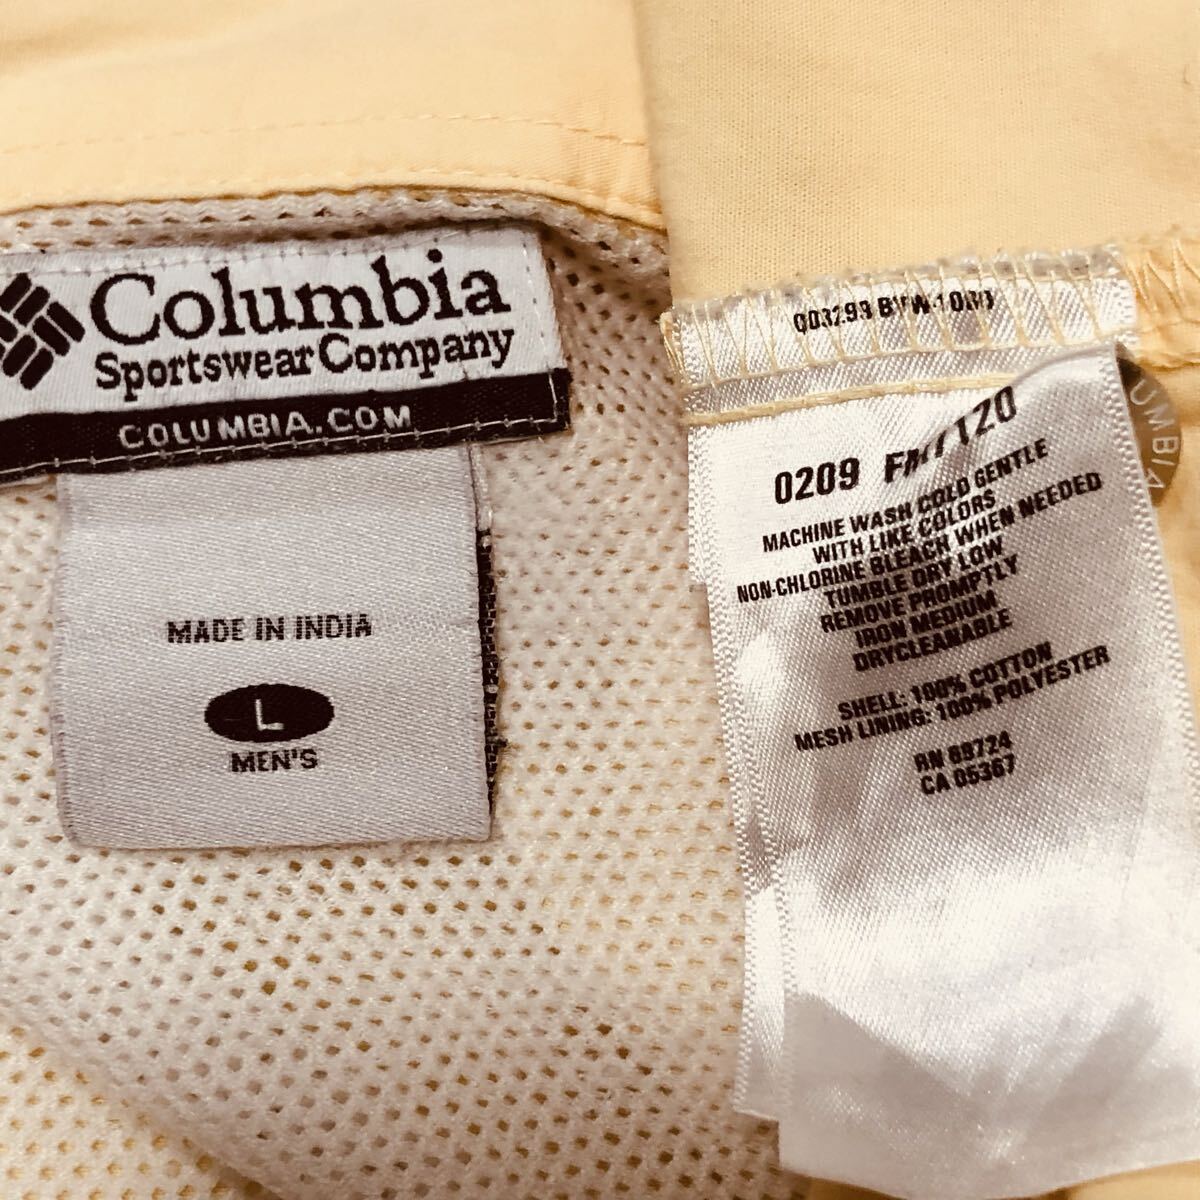 Columbia
Sportswear Company
COLUMBIA.COM
MADE IN INDIA
L
MEN'S
0209 FM7120
MACHINE WASH COLD GENTLE
WITH LIKE COLORS
NON-CHLORINE BLEACH WHEN NEEDED
TUMBLE DRY LOW
REMOVE PROMPTLY
IRON MEDIUM
DRYCLEANABLE
SHELL: 100% COTTON
MESH LINING: 100% POLYESTER
RN 69724
CA 05367
UMBIA